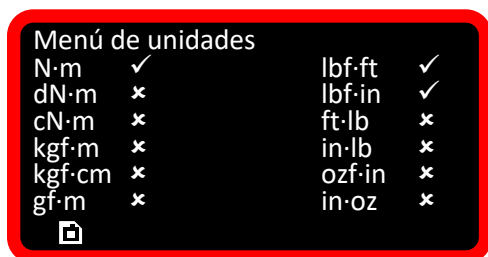 Menú de unidades
N·m ✓ lbf·ft ✓
dN·m × lbf·in ✓
cN·m × ft·lb ×
kgf·m × in·lb ×
kgf·cm × ozf·in ×
gf·m × in·oz ×